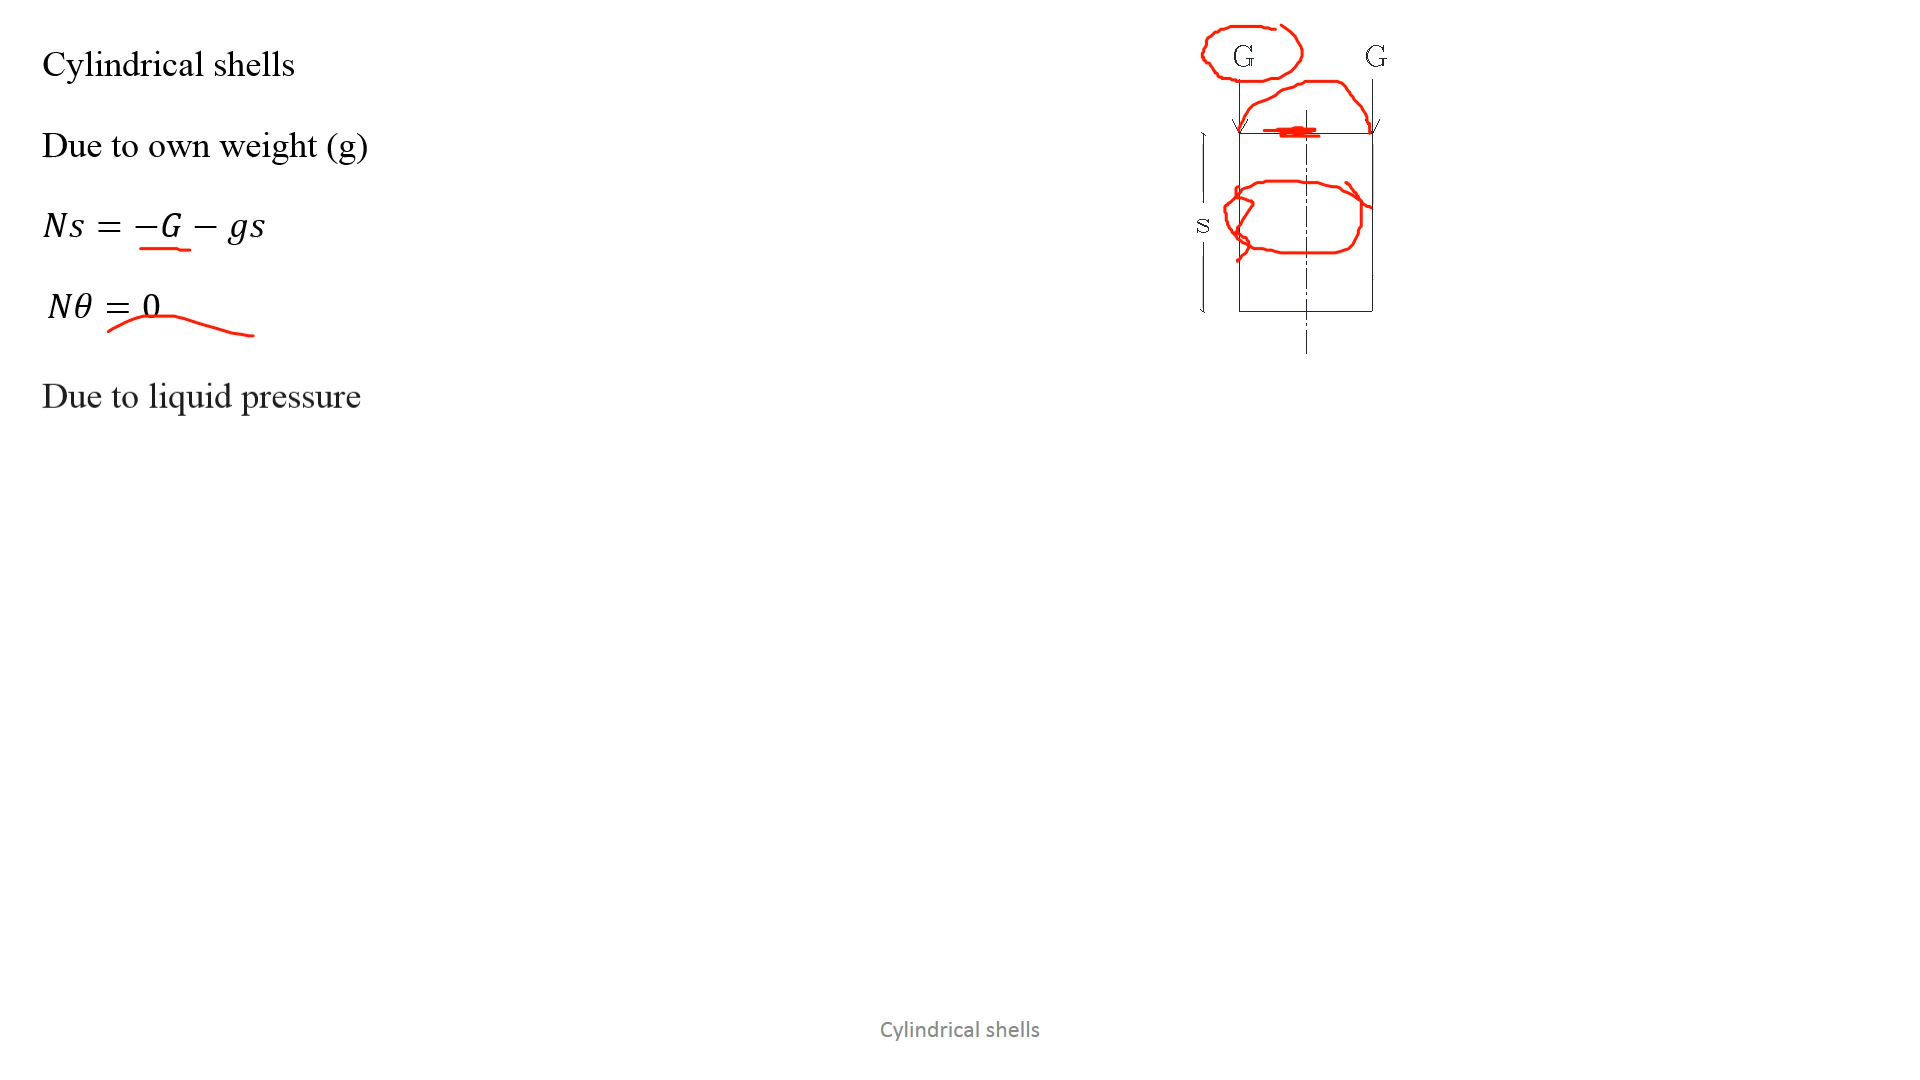 Cylindrical shells
G G
Due to own weight (g)
Ns = −G − gs
s
Nθ = 0
Due to liquid pressure
Cylindrical shells